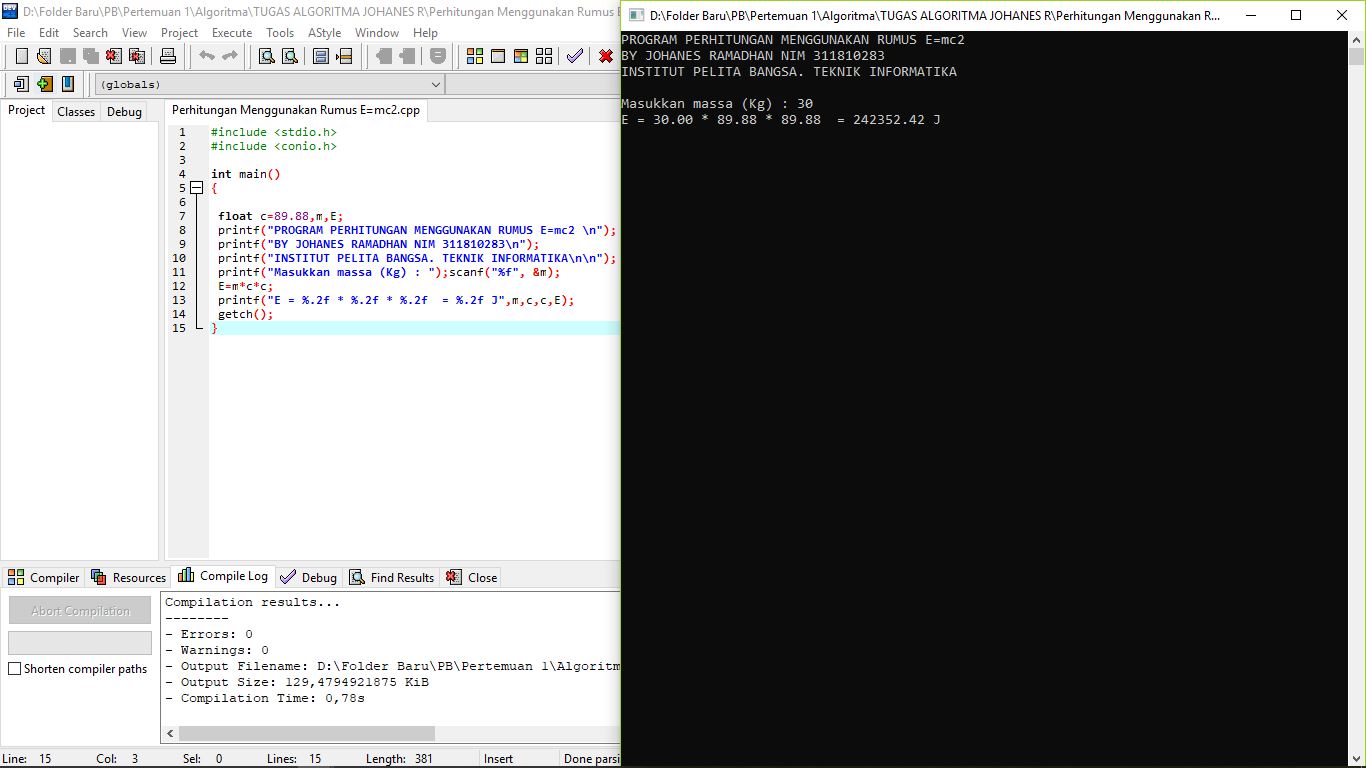 D:\Folder Baru\PB\Pertemuan 1\Algoritma\TUGAS ALGORITMA JOHANES R\Perhitungan Menggunakan Rumus E
File Edit Search View Project Execute Tools AStyle Window Help
(globals)
Project Classes Debug
Perhitungan Menggunakan Rumus E=mc2.cpp
1 #include <stdio.h>
2 #include <conio.h>
3
4 int main()
5 {
6
7 float c=89.88,m,E;
8 printf("PROGRAM PERHITUNGAN MENGGUNAKAN RUMUS E=mc2 \n");
9 printf("BY JOHANES RAMADHAN NIM 311810283\n");
10 printf("INSTITUT PELITA BANGSA. TEKNIK INFORMATIKA\n\n");
11 printf("Masukkan massa (Kg) : ");scanf("%f", &m);
12 E=m*c*c;
13 printf("E = %.2f * %.2f * %.2f  = %.2f J",m,c,c,E);
14 getch();
15 }
Compiler Resources Compile Log Debug Find Results Close
Abort Compilation
Shorten compiler paths
Compilation results...
--------
- Errors: 0
- Warnings: 0
- Output Filename: D:\Folder Baru\PB\Pertemuan 1\Algoritm
- Output Size: 129,4794921875 KiB
- Compilation Time: 0,78s
Line: 15 Col: 3 Sel: 0 Lines: 15 Length: 381 Insert Done parsi
D:\Folder Baru\PB\Pertemuan 1\Algoritma\TUGAS ALGORITMA JOHANES R\Perhitungan Menggunakan R...
PROGRAM PERHITUNGAN MENGGUNAKAN RUMUS E=mc2
BY JOHANES RAMADHAN NIM 311810283
INSTITUT PELITA BANGSA. TEKNIK INFORMATIKA
Masukkan massa (Kg) : 30
E = 30.00 * 89.88 * 89.88  = 242352.42 J